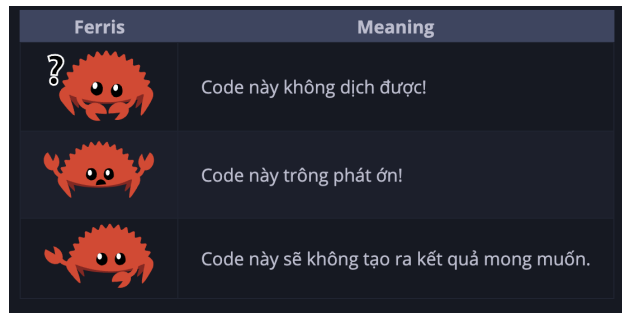 Ferris Meaning
? Code này không dịch được!
Code này trông phát ớn!
Code này sẽ không tạo ra kết quả mong muốn.